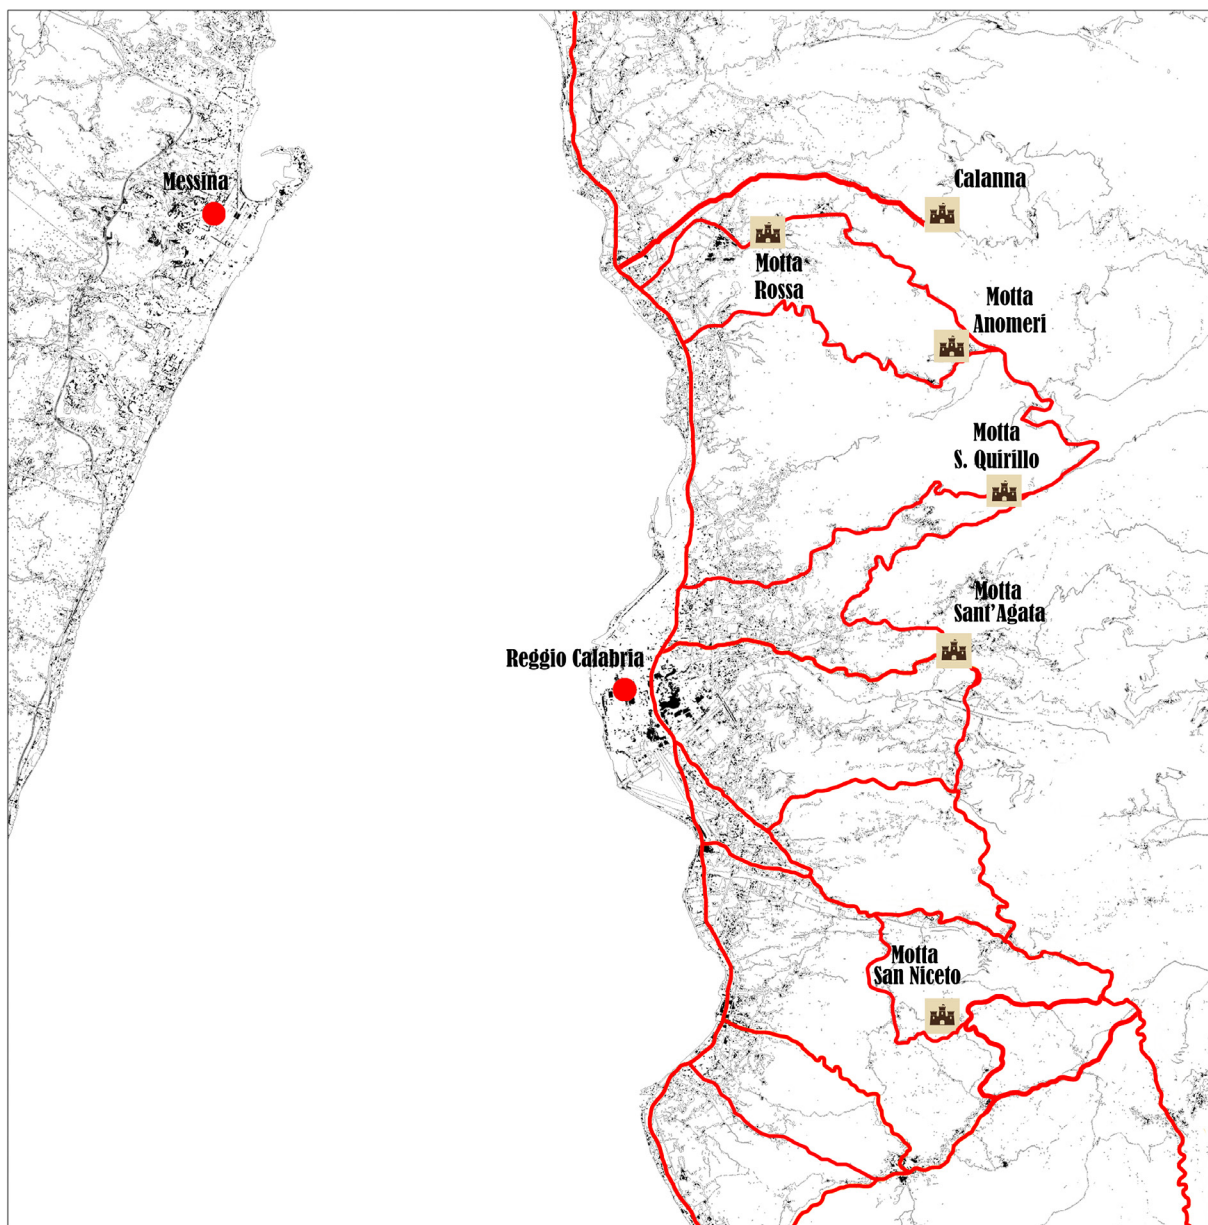 Messina
Calanna
Motta
Rossa
Motta
Anomeri
Motta
S. Quirillo
Motta
Sant'Agata
Reggio Calabria
Motta
San Niceto